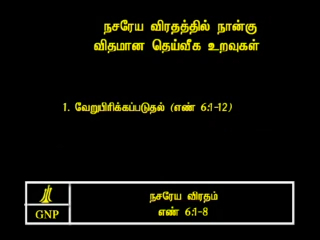 நசரேய விரதத்தில் நான்கு
விதமான தெய்வீக உறவுகள்
1. வேறுபிரிக்கப்படுதல் (எண் 6:1-12)
நசரேய விரதம்
GNP
எண் 6:1-8